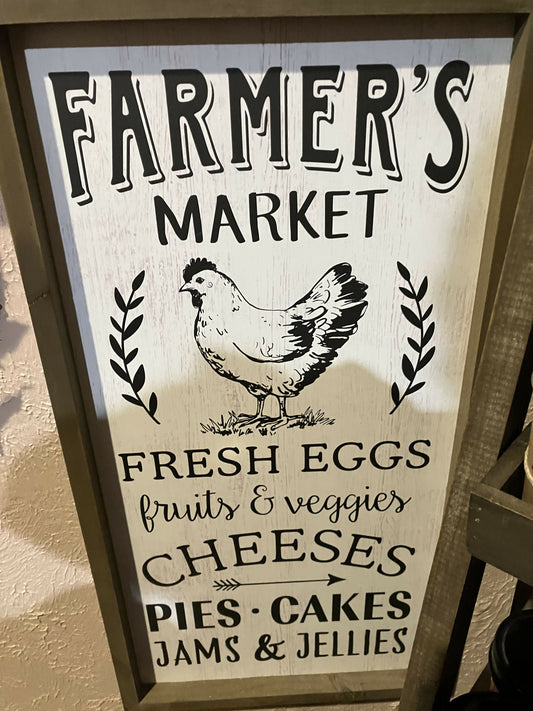 FARMER'S
MARKET
FRESH EGGS
fruits & veggies
CHEESES
PIES · CAKES
JAMS & JELLIES